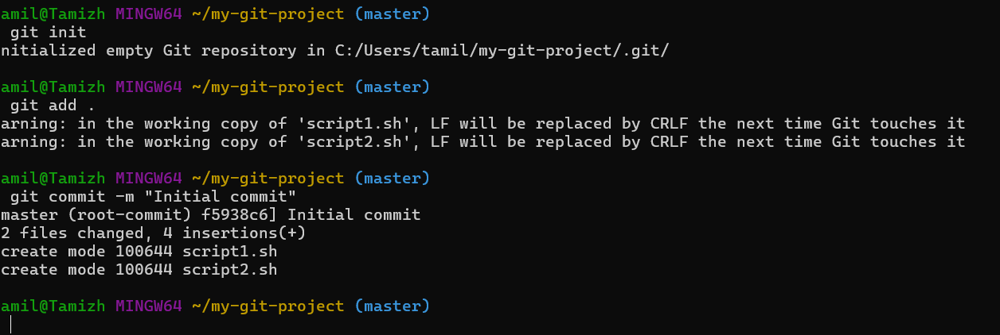 amil@Tamizh MINGW64 ~/my-git-project (master)
git init
nitialized empty Git repository in C:/Users/tamil/my-git-project/.git/
amil@Tamizh MINGW64 ~/my-git-project (master)
git add .
arning: in the working copy of 'script1.sh', LF will be replaced by CRLF the next time Git touches it
arning: in the working copy of 'script2.sh', LF will be replaced by CRLF the next time Git touches it
amil@Tamizh MINGW64 ~/my-git-project (master)
git commit -m "Initial commit"
master (root-commit) f5938c6] Initial commit
2 files changed, 4 insertions(+)
create mode 100644 script1.sh
create mode 100644 script2.sh
amil@Tamizh MINGW64 ~/my-git-project (master)